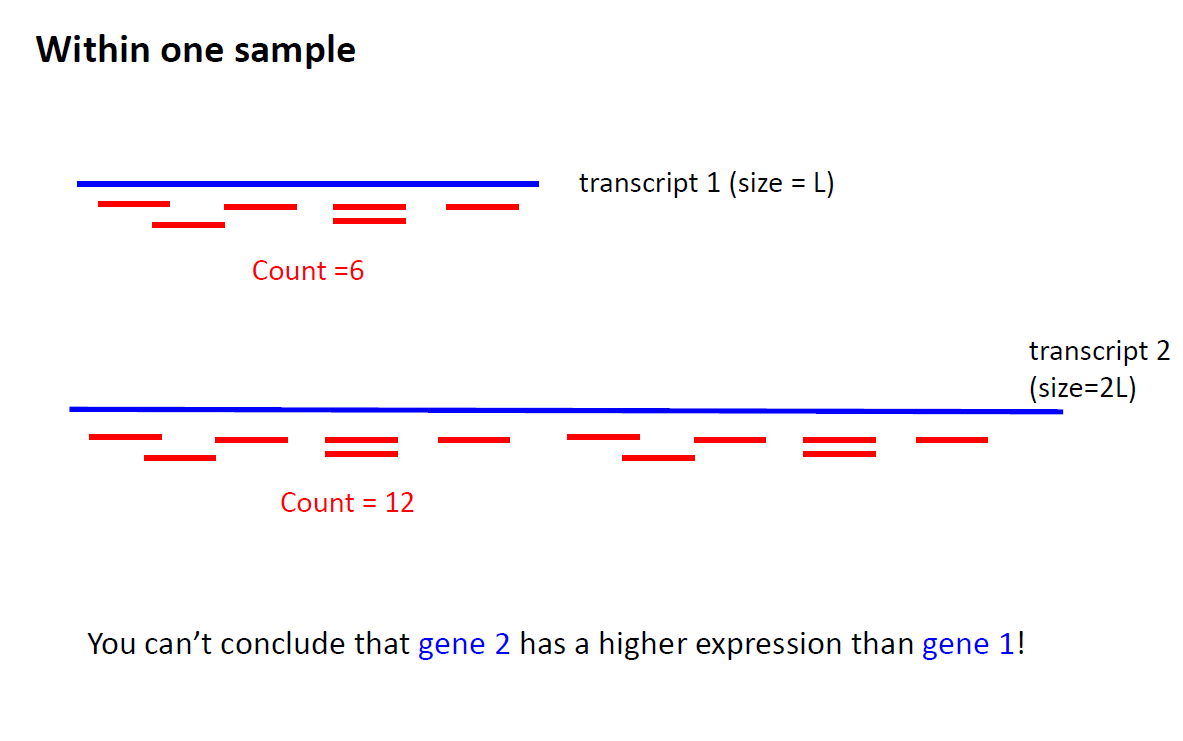 Within one sample
transcript 1 (size = L)
Count =6
transcript 2
(size=2L)
Count = 12
You can’t conclude that gene 2 has a higher expression than gene 1!